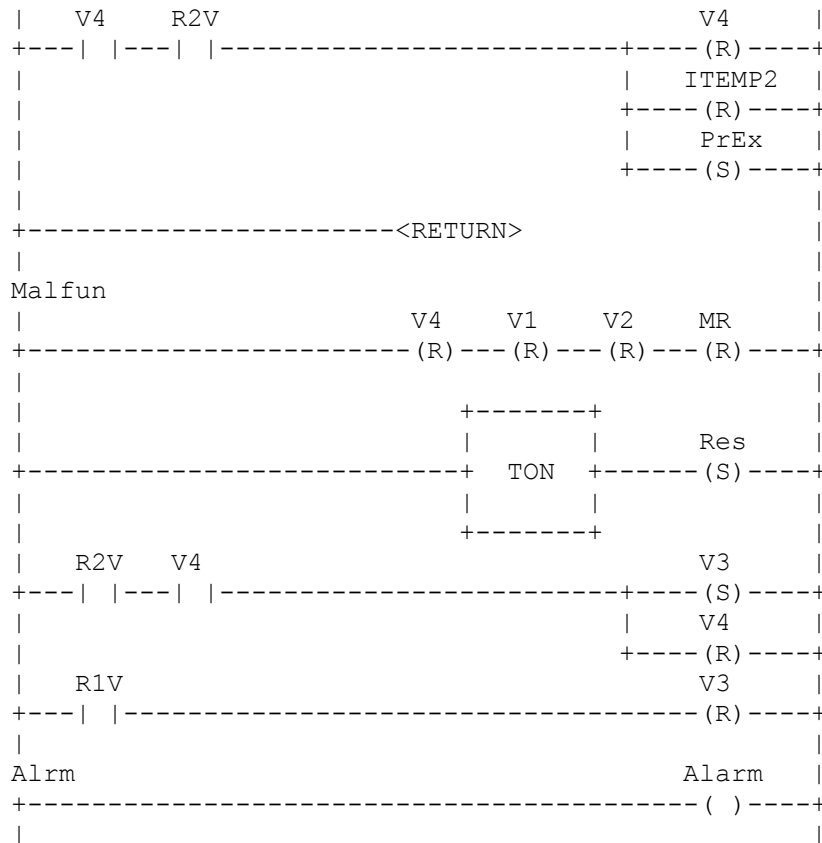 |   V4    R2V                              V4     |
+---| |---| |-------------------------+----(R)----+
|                                     |   ITEMP2  |
|                                     +----(R)----+
|                                     |    PrEx   |
|                                     +----(S)----+
|                                                 |
+-----------------------<RETURN>                  |
|                                                 |
Malfun                                            |
|                        V4    V1    V2    MR     |
+------------------------(R)---(R)---(R)---(R)----+
|                                                 |
|                           +-------+             |
|                           |       |      Res    |
+---------------------------+  TON  +------(S)----+
|                           |       |             |
|                           +-------+             |
|   R2V   V4                               V3     |
+---| |---| |-------------------------+----(S)----+
|                                     |    V4     |
|                                     +----(R)----+
|   R1V                                    V3     |
+---| |------------------------------------(R)----+
|                                                 |
Alrm                                      Alarm   |
+------------------------------------------( )----+
|                                                 |